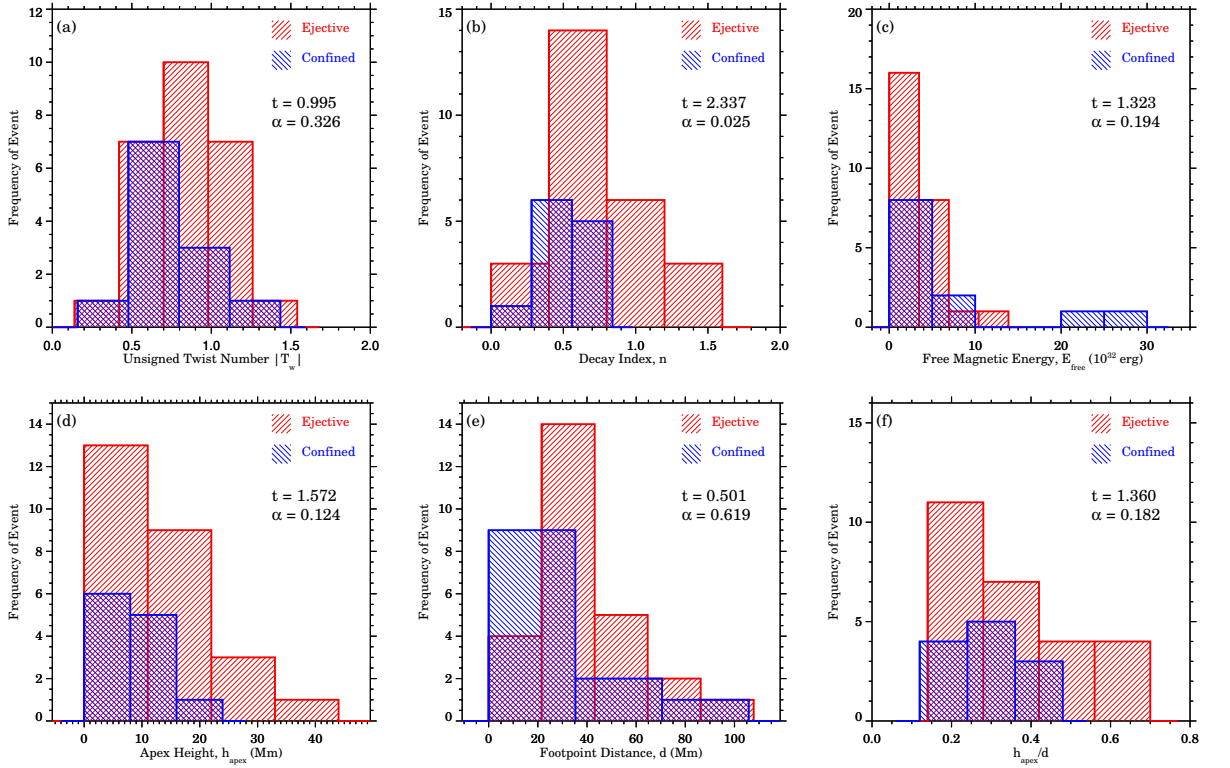 (a)
Ejective
Confined
t = 0.995
α = 0.326
Frequency of Event
12
10
8
6
4
2
0
0.0 0.5 1.0 1.5 2.0
Unsigned Twist Number |T_w|
(b)
Ejective
Confined
t = 2.337
α = 0.025
Frequency of Event
15
10
5
0
0.0 0.5 1.0 1.5 2.0
Decay Index, n
(c)
Ejective
Confined
t = 1.323
α = 0.194
Frequency of Event
20
15
10
5
0
0 10 20 30
Free Magnetic Energy, E_free (10^32 erg)
(d)
Ejective
Confined
t = 1.572
α = 0.124
Frequency of Event
14
12
10
8
6
4
2
0
0 10 20 30 40
Apex Height, h_apex (Mm)
(e)
Ejective
Confined
t = 0.501
α = 0.619
Frequency of Event
14
12
10
8
6
4
2
0
0 20 40 60 80 100
Footpoint Distance, d (Mm)
(f)
Ejective
Confined
t = 1.360
α = 0.182
Frequency of Event
15
10
5
0
0.0 0.2 0.4 0.6 0.8
h_apex/d